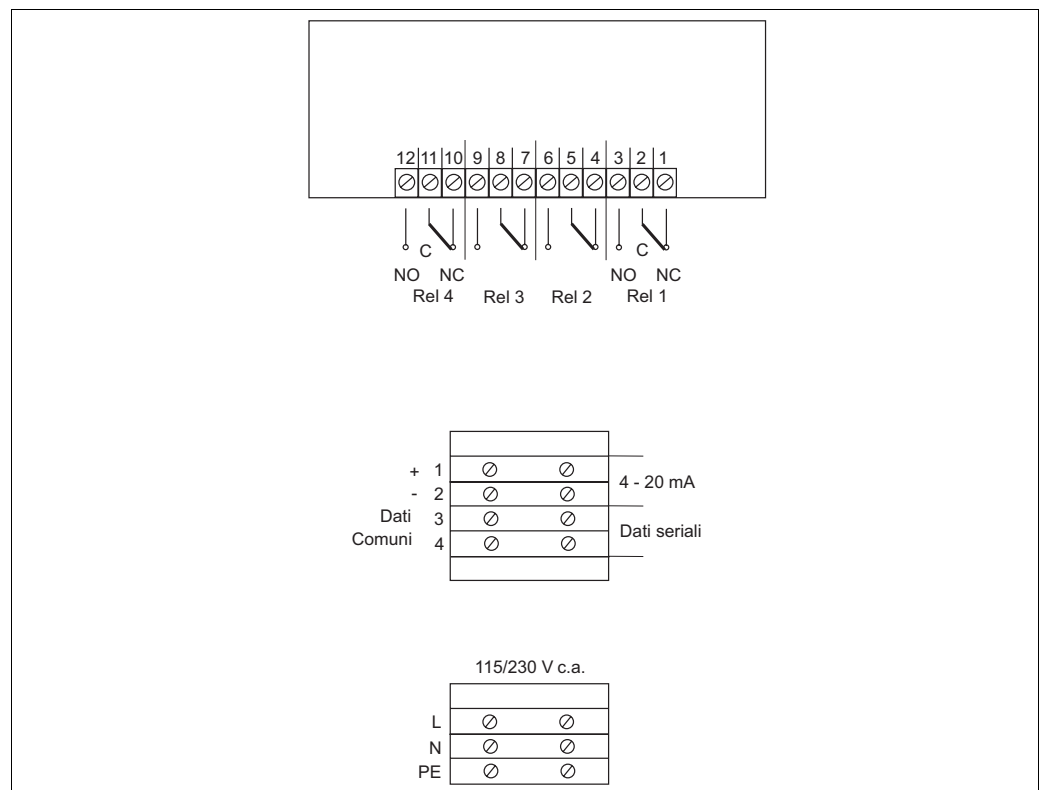 12 11 10 9 8 7 6 5 4 3 2 1
C C
NO NC NO NC
Rel 4 Rel 3 Rel 2 Rel 1
+ 1
- 2
4 - 20 mA
Dati 3
Comuni 4
Dati seriali
115/230 V c.a.
L
N
PE